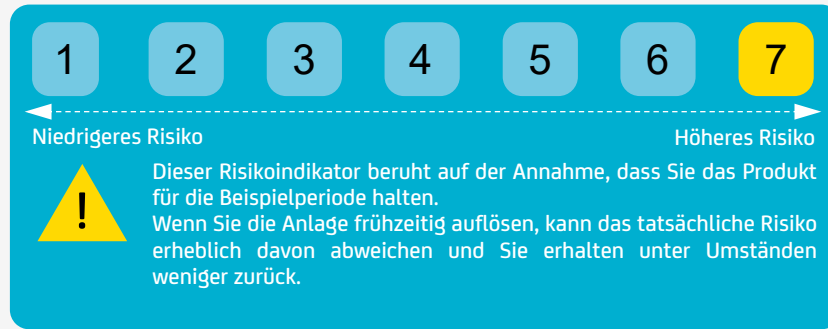 1 2 3 4 5 6 7
Niedrigeres Risiko Höheres Risiko
! Dieser Risikoindikator beruht auf der Annahme, dass Sie das Produkt
für die Beispielperiode halten.
Wenn Sie die Anlage frühzeitig auflösen, kann das tatsächliche Risiko
erheblich davon abweichen und Sie erhalten unter Umständen
weniger zurück.